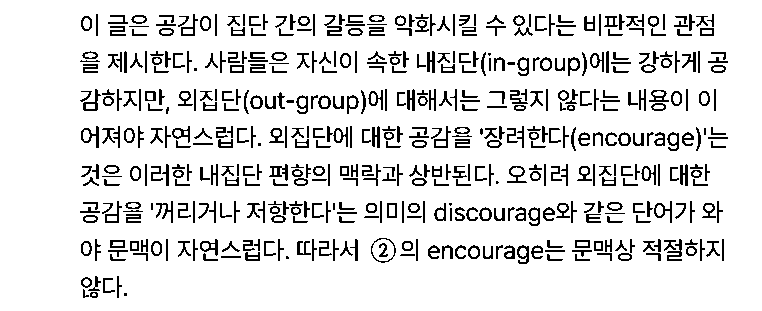 이 글은 공감이 집단 간의 갈등을 악화시킬 수 있다는 비판적인 관점
을 제시한다. 사람들은 자신이 속한 내집단(in-group)에는 강하게 공
감하지만, 외집단(out-group)에 대해서는 그렇지 않다는 내용이 이
어져야 자연스럽다. 외집단에 대한 공감을 '장려한다(encourage)'는
것은 이러한 내집단 편향의 맥락과 상반된다. 오히려 외집단에 대한
공감을 '꺼리거나 저항한다'는 의미의 discourage와 같은 단어가 와
야 문맥이 자연스럽다. 따라서 ②의 encourage는 문맥상 적절하지
않다.